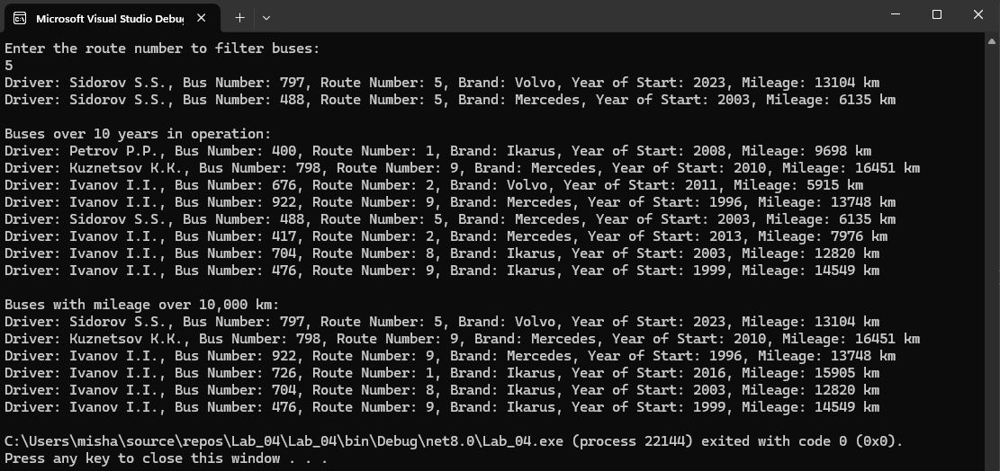 Microsoft Visual Studio Debug
Enter the route number to filter buses:
5
Driver: Sidorov S.S., Bus Number: 797, Route Number: 5, Brand: Volvo, Year of Start: 2023, Mileage: 13104 km
Driver: Sidorov S.S., Bus Number: 488, Route Number: 5, Brand: Mercedes, Year of Start: 2003, Mileage: 6135 km
Buses over 10 years in operation:
Driver: Petrov P.P., Bus Number: 400, Route Number: 1, Brand: Ikarus, Year of Start: 2008, Mileage: 9698 km
Driver: Kuznetsov K.K., Bus Number: 798, Route Number: 9, Brand: Mercedes, Year of Start: 2010, Mileage: 16451 km
Driver: Ivanov I.I., Bus Number: 676, Route Number: 2, Brand: Volvo, Year of Start: 2011, Mileage: 5915 km
Driver: Ivanov I.I., Bus Number: 922, Route Number: 9, Brand: Mercedes, Year of Start: 1996, Mileage: 13748 km
Driver: Sidorov S.S., Bus Number: 488, Route Number: 5, Brand: Mercedes, Year of Start: 2003, Mileage: 6135 km
Driver: Ivanov I.I., Bus Number: 417, Route Number: 2, Brand: Mercedes, Year of Start: 2013, Mileage: 7976 km
Driver: Ivanov I.I., Bus Number: 704, Route Number: 8, Brand: Ikarus, Year of Start: 2003, Mileage: 12820 km
Driver: Ivanov I.I., Bus Number: 476, Route Number: 9, Brand: Ikarus, Year of Start: 1999, Mileage: 14549 km
Buses with mileage over 10,000 km:
Driver: Sidorov S.S., Bus Number: 797, Route Number: 5, Brand: Volvo, Year of Start: 2023, Mileage: 13104 km
Driver: Kuznetsov K.K., Bus Number: 798, Route Number: 9, Brand: Mercedes, Year of Start: 2010, Mileage: 16451 km
Driver: Ivanov I.I., Bus Number: 922, Route Number: 9, Brand: Mercedes, Year of Start: 1996, Mileage: 13748 km
Driver: Ivanov I.I., Bus Number: 726, Route Number: 1, Brand: Ikarus, Year of Start: 2016, Mileage: 15905 km
Driver: Ivanov I.I., Bus Number: 704, Route Number: 8, Brand: Ikarus, Year of Start: 2003, Mileage: 12820 km
Driver: Ivanov I.I., Bus Number: 476, Route Number: 9, Brand: Ikarus, Year of Start: 1999, Mileage: 14549 km
C:\Users\misha\source\repos\Lab_04\Lab_04\bin\Debug\net8.0\Lab_04.exe (process 22144) exited with code 0 (0x0).
Press any key to close this window . . .